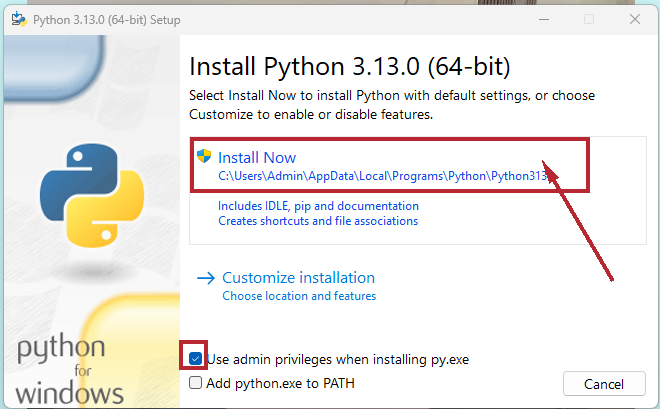 Python 3.13.0 (64-bit) Setup
Install Python 3.13.0 (64-bit)
Select Install Now to install Python with default settings, or choose
Customize to enable or disable features.
Install Now
C:\Users\Admin\AppData\Local\Programs\Python\Python313
Includes IDLE, pip and documentation
Creates shortcuts and file associations
Customize installation
Choose location and features
python
for
windows
Use admin privileges when installing py.exe
Add python.exe to PATH
Cancel